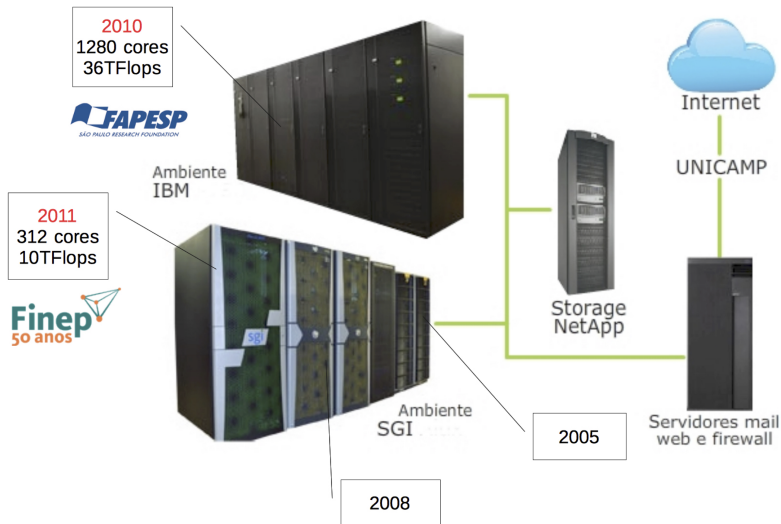 2010
1280 cores
36TFlops
FAPESP
SÃO PAULO RESEARCH FOUNDATION
Ambiente
IBM
Internet
UNICAMP
2011
312 cores
10TFlops
Finep
50 anos
sgi
Storage
NetApp
Ambiente
SGI
2005
Servidores mail
web e firewall
2008